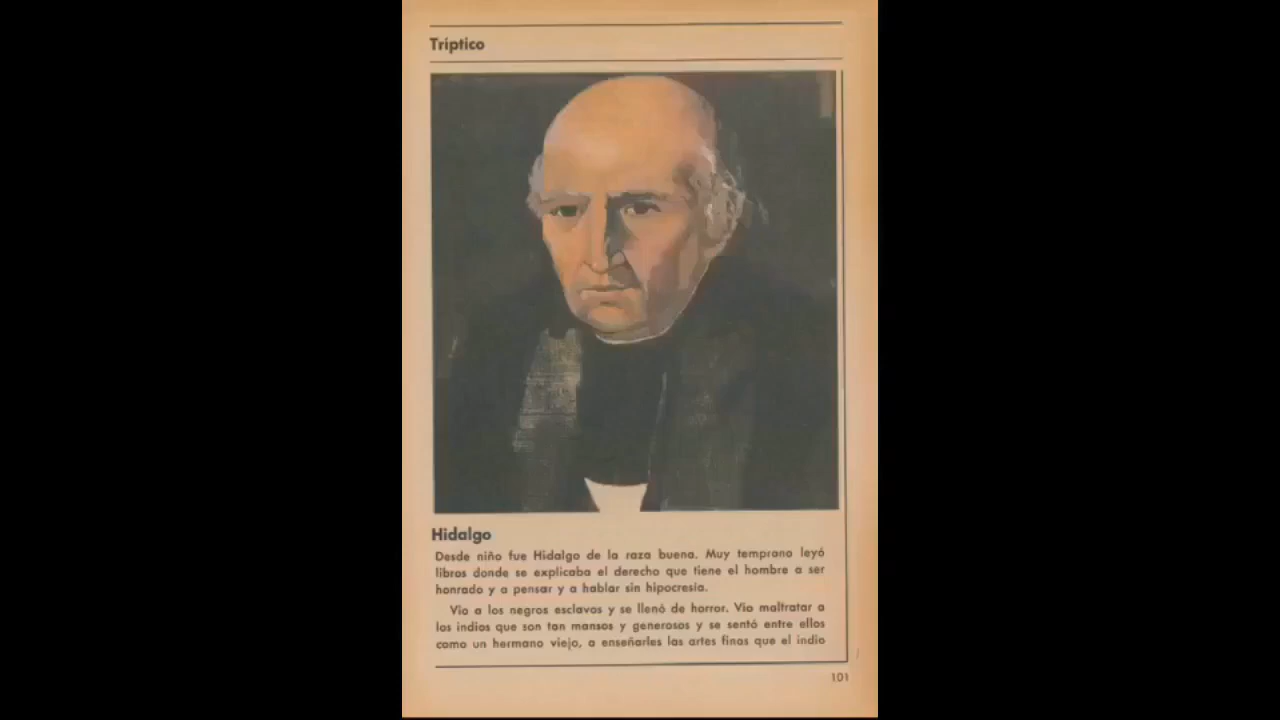 Tríptico
Hidalgo
Desde niño fue Hidalgo de la raza buena. Muy temprano leyó
libros donde se explicaba el derecho que tiene el hombre a ser
honrado y a pensar y a hablar sin hipocresía.
Vio a los negros esclavos y se llenó de horror. Vio maltratar a
los indios que son tan mansos y generosos y se sentó entre ellos
como un hermano viejo, a enseñarles las artes finas que el indio
101